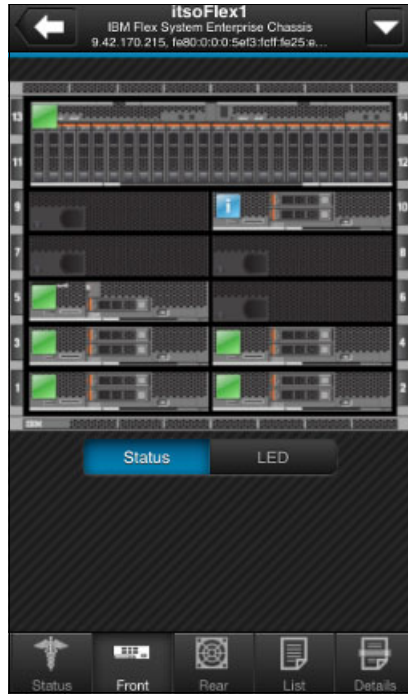 itsoFlex1
IBM Flex System Enterprise Chassis
9.42.170.215, fe80:0:0:0:5ef3:fcff:fe25:e...
13 14
11 12
9 i 10
7 8
5 6
3 4
1 2
IBM
Status LED
Status Front Rear List Details